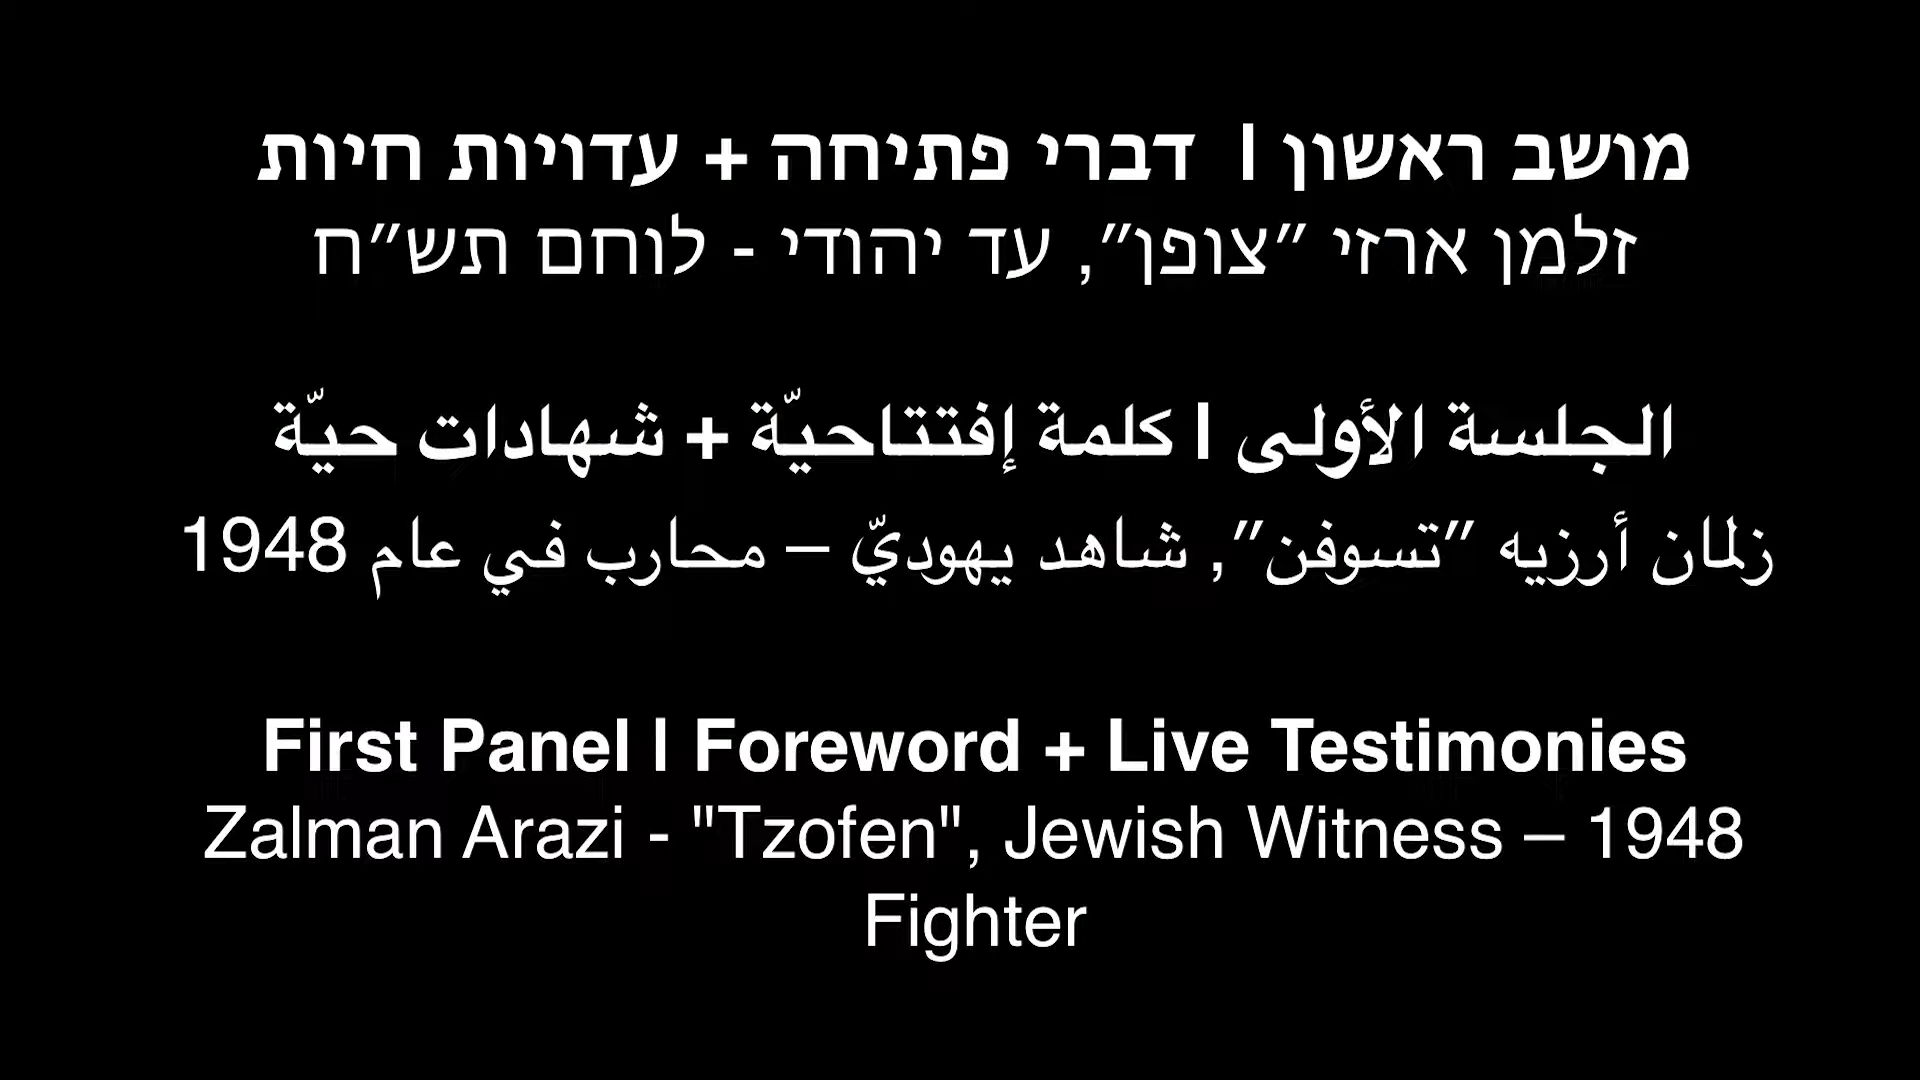 מושב ראשון | דברי פתיחה + עדויות חיות
זלמן ארזי ״צופן״, עד יהודי - לוחם תש״ח
الجلسة الأولى | كلمة إفتتاحيّة + شهادات حيّة
زلمان أرزيه ״تسوفن״, شاهد يهوديّ – محارب في عام 1948
First Panel | Foreword + Live Testimonies
Zalman Arazi - "Tzofen", Jewish Witness – 1948
Fighter